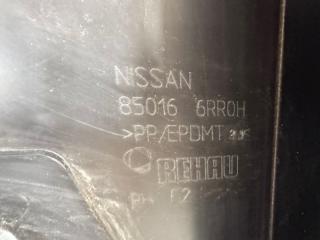 NISSAN
85016 6RR0H
>PP/EPDMT
REHAU